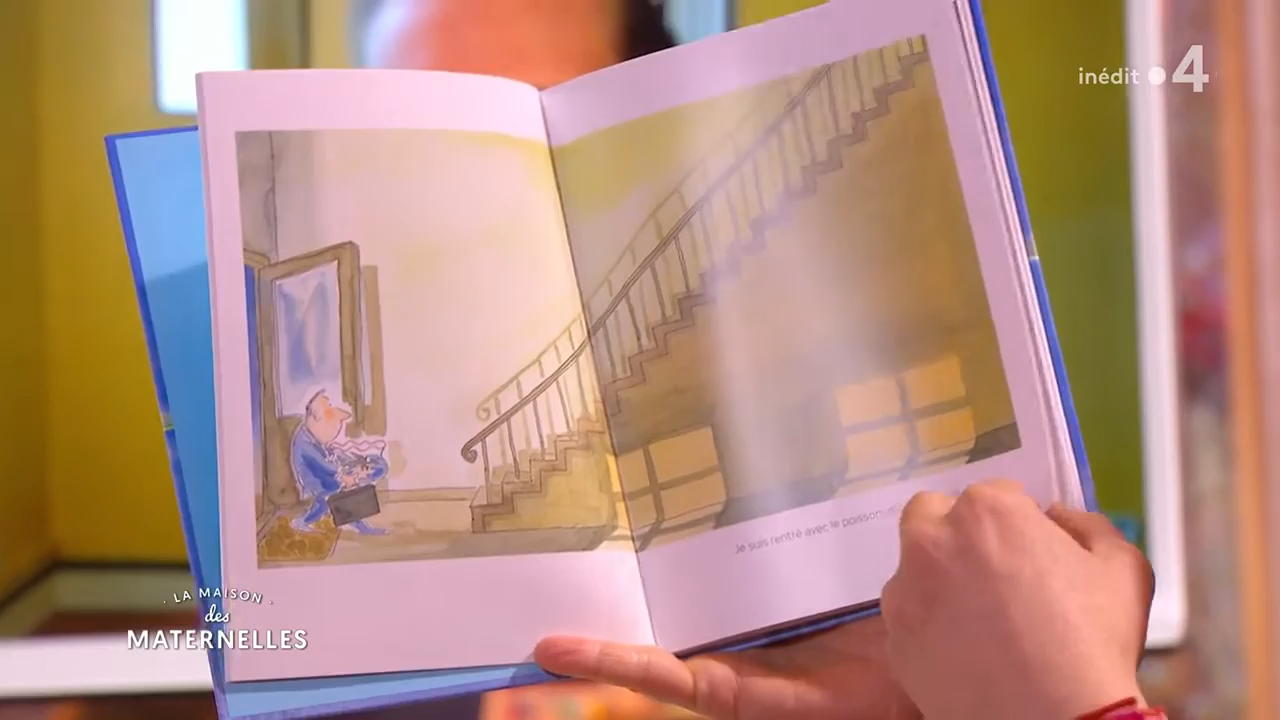 inédit 4
Je suis rentré avec le poisson
· LA MAISON ·
des
MATERNELLES